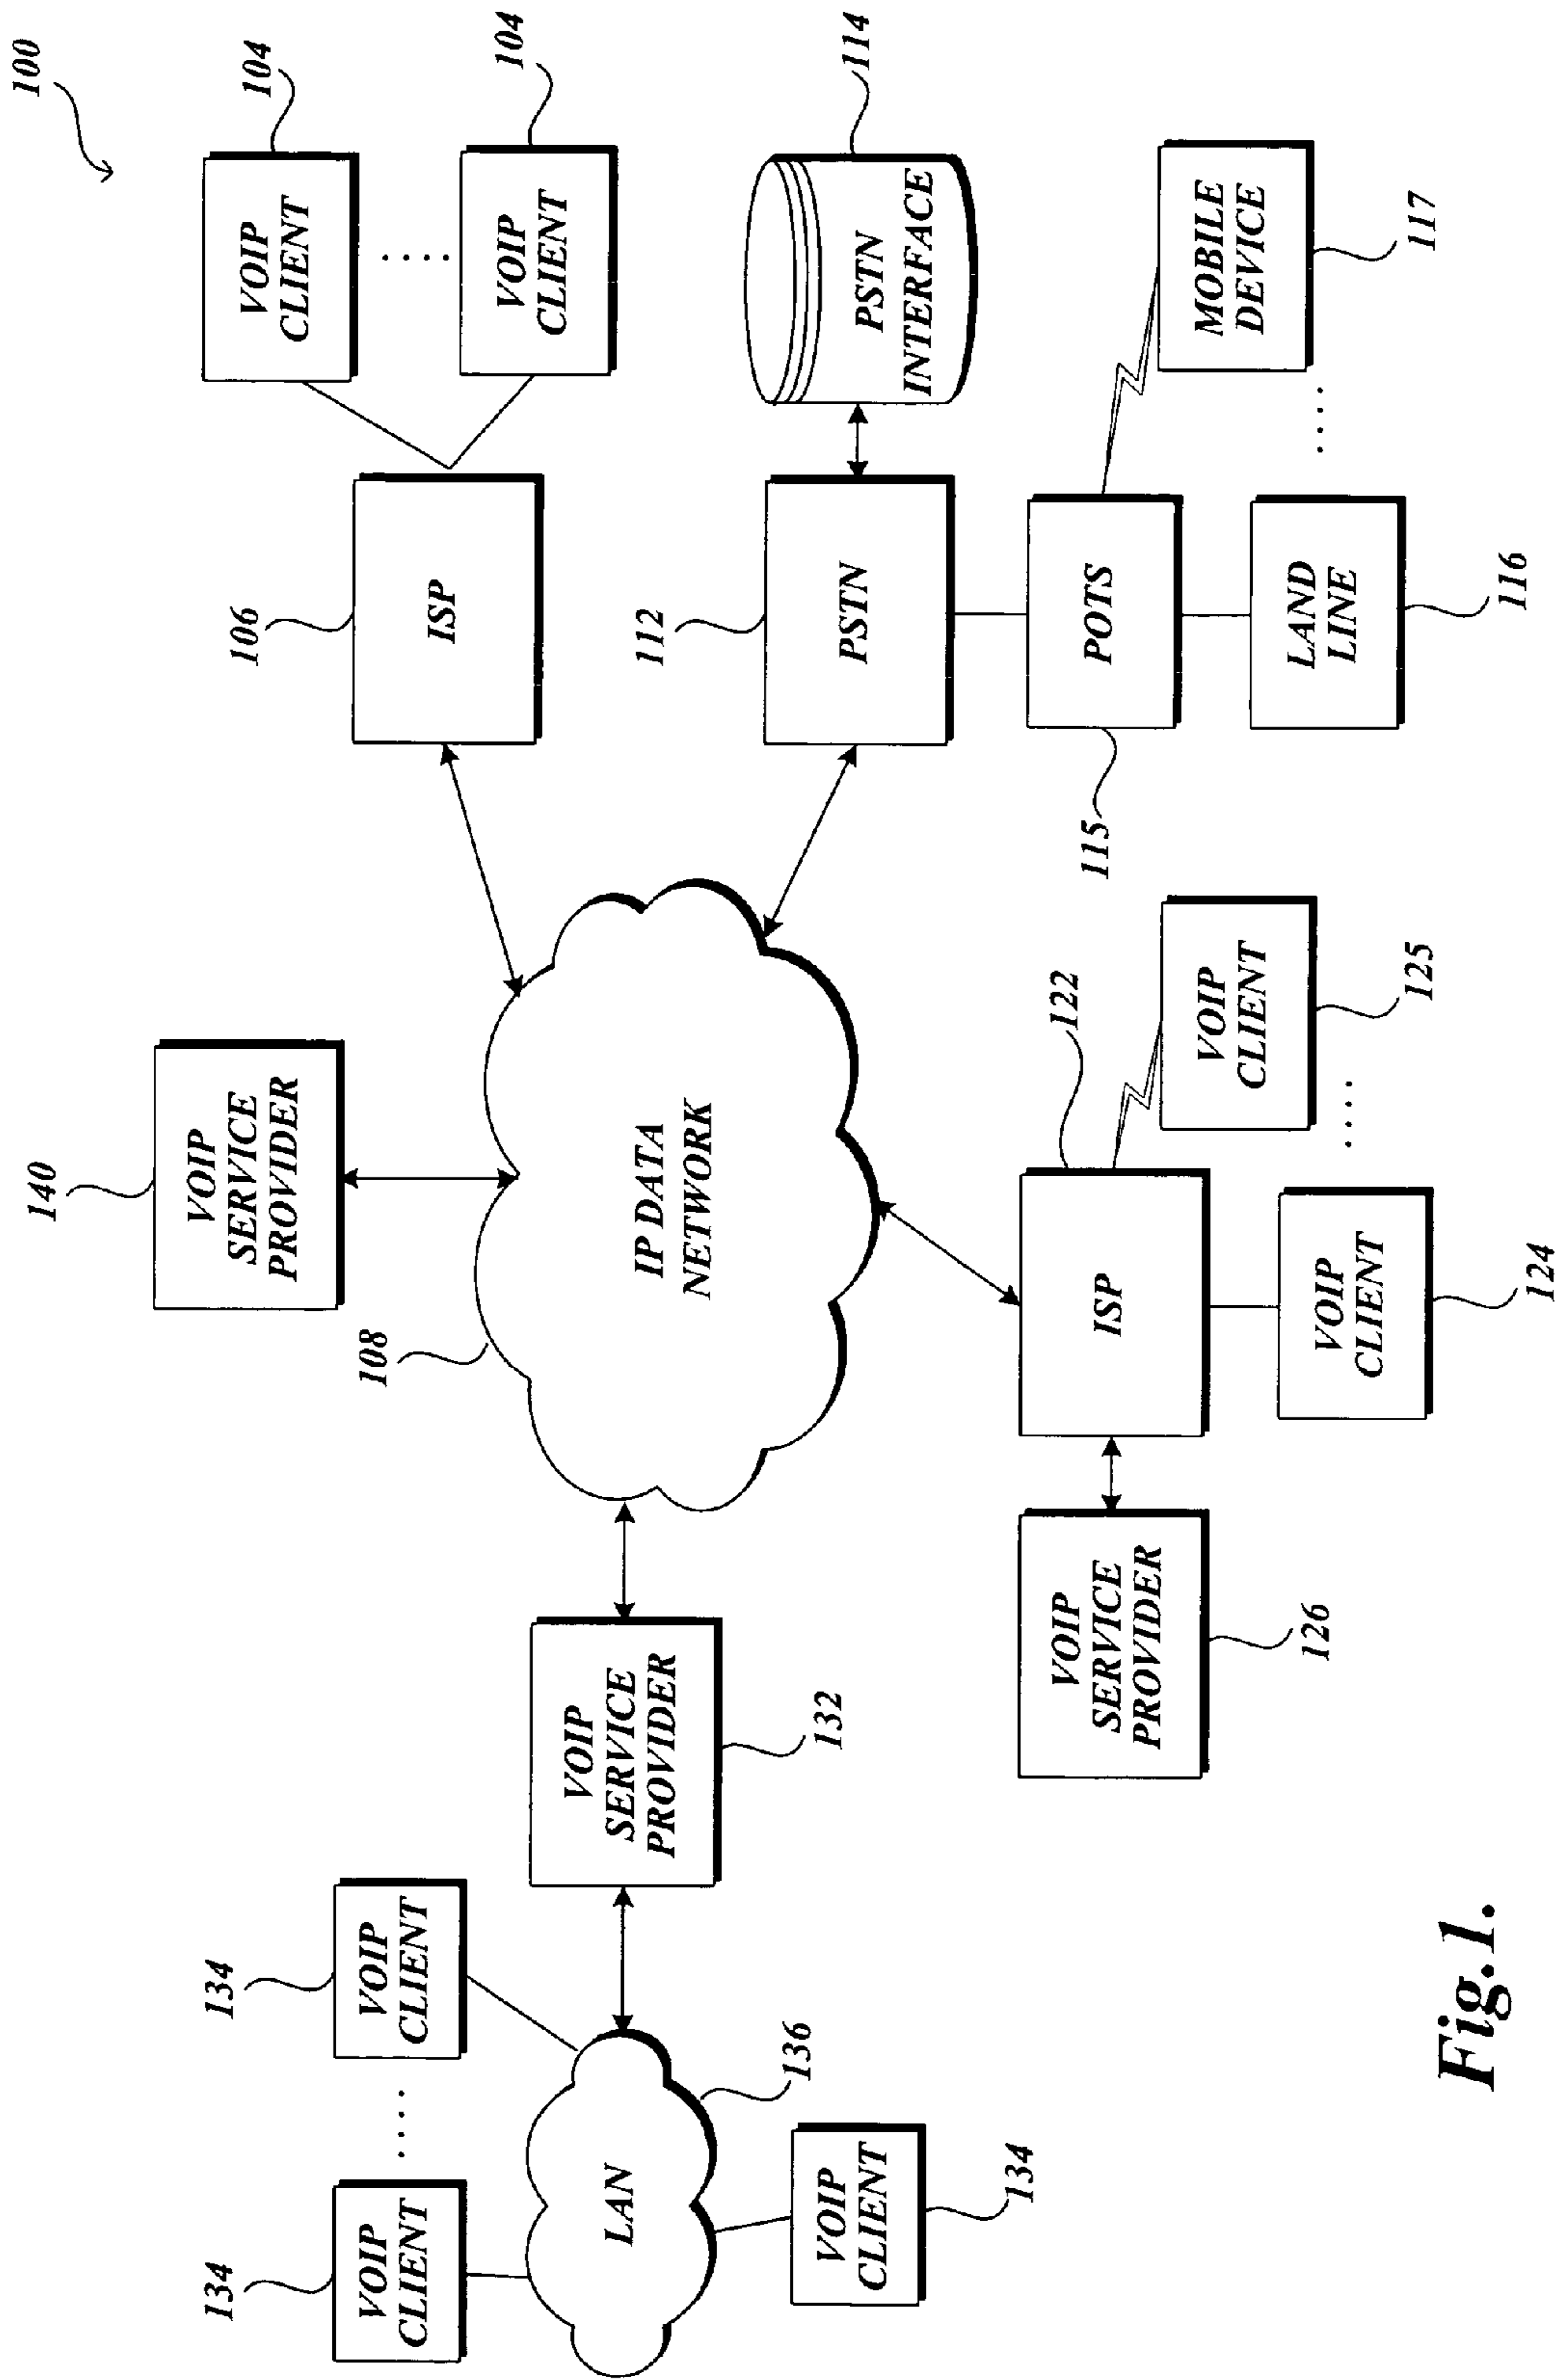 100
140
VOIP
SERVICE
PROVIDER
VOIP
CLIENT
104
....
VOIP
CLIENT
104
106
ISP
134
VOIP
CLIENT
....
134
VOIP
CLIENT
108
IP DATA
NETWORK
LAN
136
VOIP
SERVICE
PROVIDER
132
112
PSTN
PSTN
INTERFACE
114
VOIP
CLIENT
134
115
POTS
MOBILE
DEVICE
117
....
LAND
LINE
116
VOIP
SERVICE
PROVIDER
126
ISP
122
VOIP
CLIENT
125
....
VOIP
CLIENT
124
Fig.1.